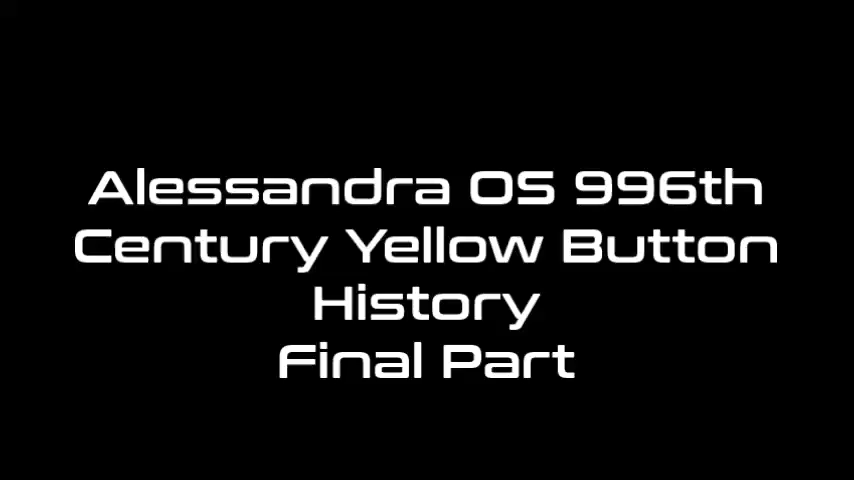 Alessandra OS 996th
Century Yellow Button
History
Final Part